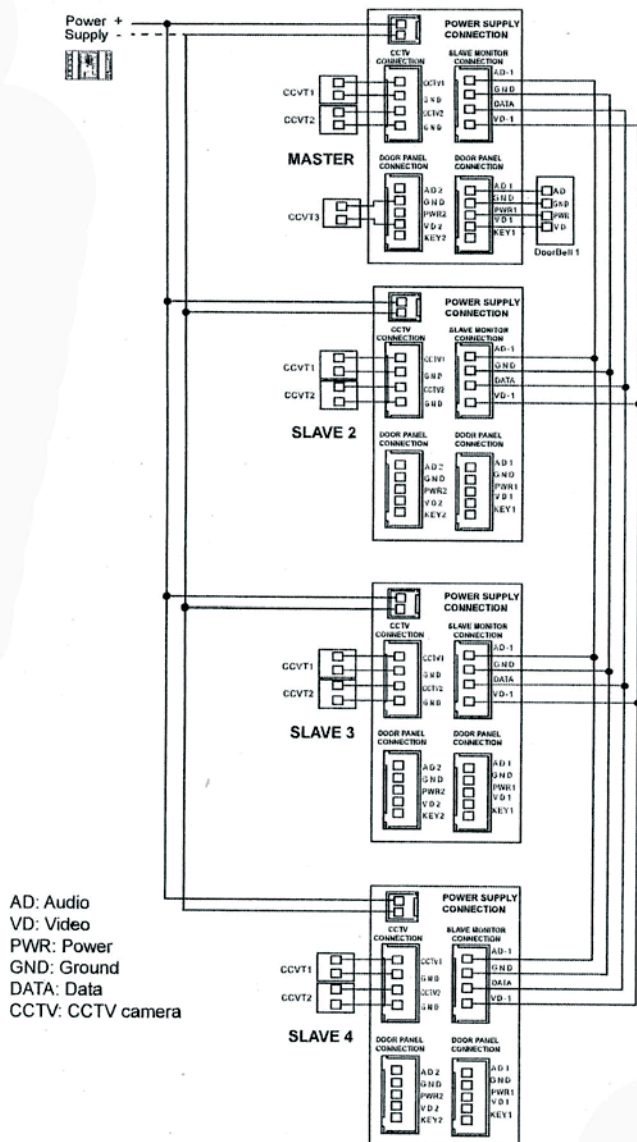 Power +
Supply -
POWER SUPPLY
CONNECTION
CCTV
CONNECTION
SLAVE MONITOR
CONNECTION
CCVT1
CCVT2
CCTV1
GND
CCTV2
GND
AD-1
GND
DATA
VD-1
MASTER
DOOR PANEL
CONNECTION
DOOR PANEL
CONNECTION
CCVT3
AD2
GND
PWR2
VD2
KEY2
AD1
GND
PWR1
VD1
KEY1
AD
GND
PWR
VD
DoorBell 1
POWER SUPPLY
CONNECTION
CCTV
CONNECTION
SLAVE MONITOR
CONNECTION
CCVT1
CCVT2
CCTV1
GND
CCTV2
GND
AD-1
GND
DATA
VD-1
SLAVE 2
DOOR PANEL
CONNECTION
DOOR PANEL
CONNECTION
AD2
GND
PWR2
VD2
KEY2
AD1
GND
PWR1
VD1
KEY1
POWER SUPPLY
CONNECTION
CCTV
CONNECTION
SLAVE MONITOR
CONNECTION
CCVT1
CCVT2
CCTV1
GND
CCTV2
GND
AD-1
GND
DATA
VD-1
SLAVE 3
DOOR PANEL
CONNECTION
DOOR PANEL
CONNECTION
AD2
GND
PWR2
VD2
KEY2
AD1
GND
PWR1
VD1
KEY1
POWER SUPPLY
CONNECTION
CCTV
CONNECTION
SLAVE MONITOR
CONNECTION
CCVT1
CCVT2
CCTV1
GND
CCTV2
GND
AD-1
GND
DATA
VD-1
SLAVE 4
DOOR PANEL
CONNECTION
DOOR PANEL
CONNECTION
AD2
GND
PWR2
VD2
KEY2
AD1
GND
PWR1
VD1
KEY1
AD: Audio
VD: Video
PWR: Power
GND: Ground
DATA: Data
CCTV: CCTV camera